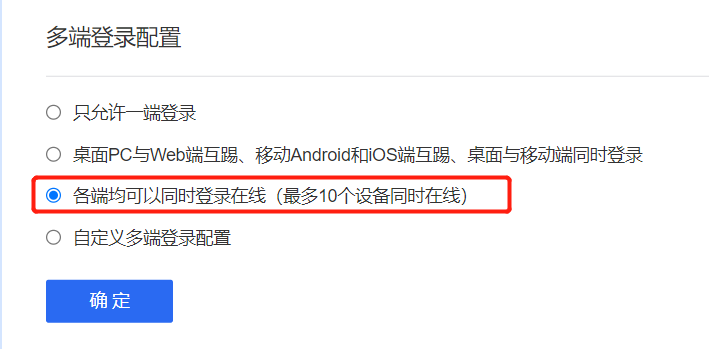 多端登录配置
只允许一端登录
桌面PC与Web端互踢、移动Android和iOS端互踢、桌面与移动端同时登录
各端均可以同时登录在线（最多10个设备同时在线）
自定义多端登录配置
确 定